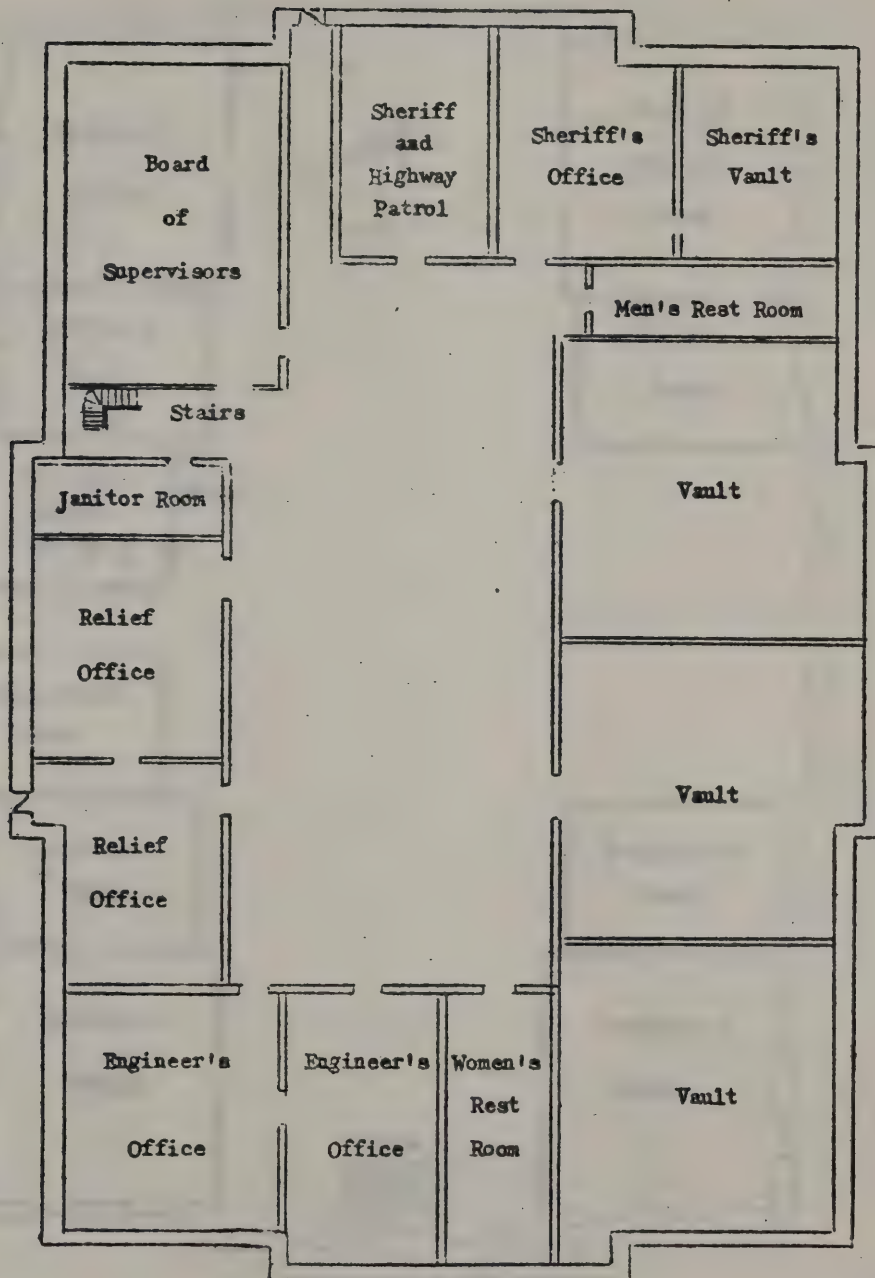 Board
of
Supervisors
Sheriff
and
Highway
Patrol
Sheriff's
Office
Sheriff's
Vault
Men's Rest Room
Stairs
Janitor Room
Vault
Relief
Office
Vault
Relief
Office
Engineer's
Office
Engineer's
Office
Women's
Rest
Room
Vault